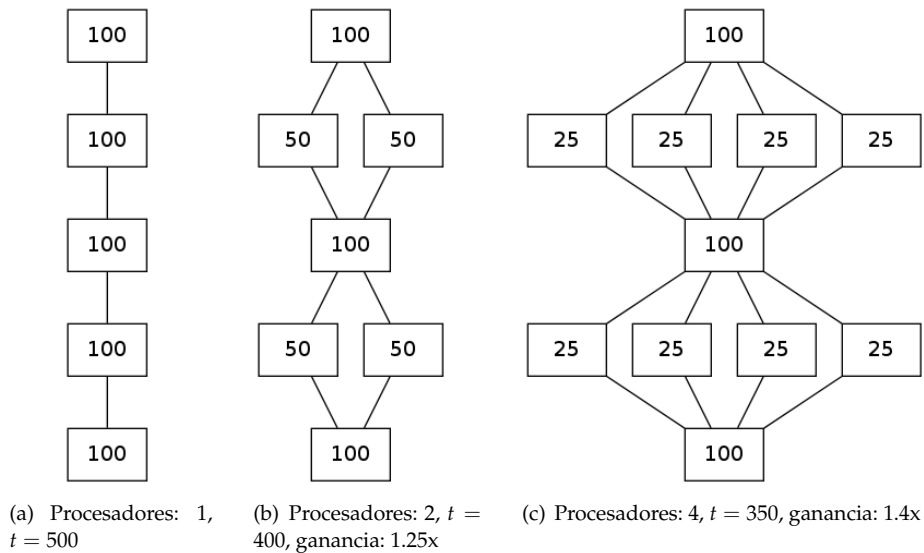 100
100
100
100
100
100
50 50
100
50 50
100
100
25 25 25 25
100
25 25 25 25
100
(a) Procesadores: 1,
t = 500
(b) Procesadores: 2, t =
400, ganancia: 1.25x
(c) Procesadores: 4, t = 350, ganancia: 1.4x